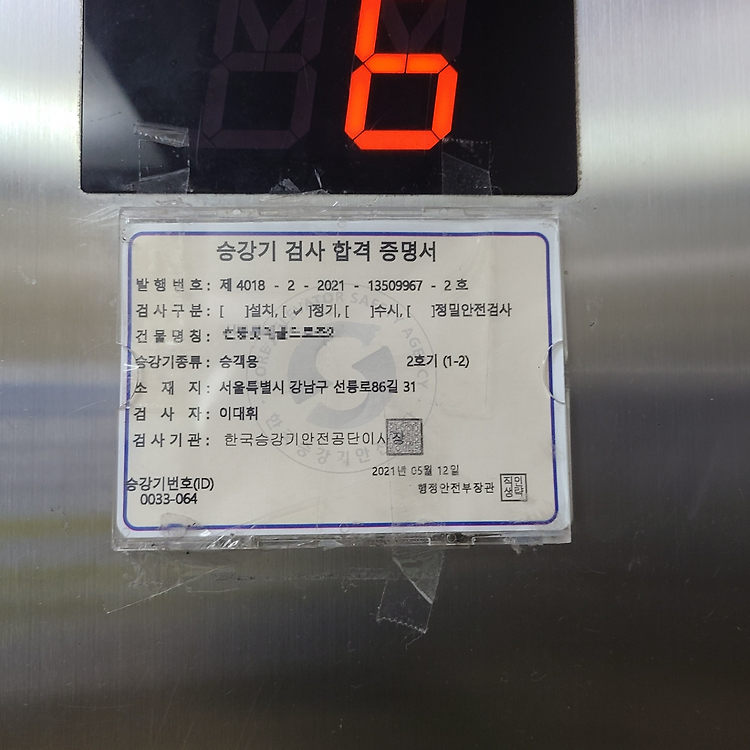 6
승강기 검사 합격 증명서
발 행 번 호 : 제 4018 - 2 - 2021 - 13509967 - 2 호
검 사 구 분 : [ ]설치, [ ✓ ]정기, [ ]수시, [ ]정밀안전검사
건 물 명 칭 :
승강기종류 : 승객용 2호기 (1-2)
소 재 지 : 서울특별시 강남구 선릉로86길 31
검 사 자 : 이대휘
검 사 기 관 : 한국승강기안전공단이사장
2021년 05월 12일
행정안전부장관 직인생략
승강기번호(ID)
0033-064